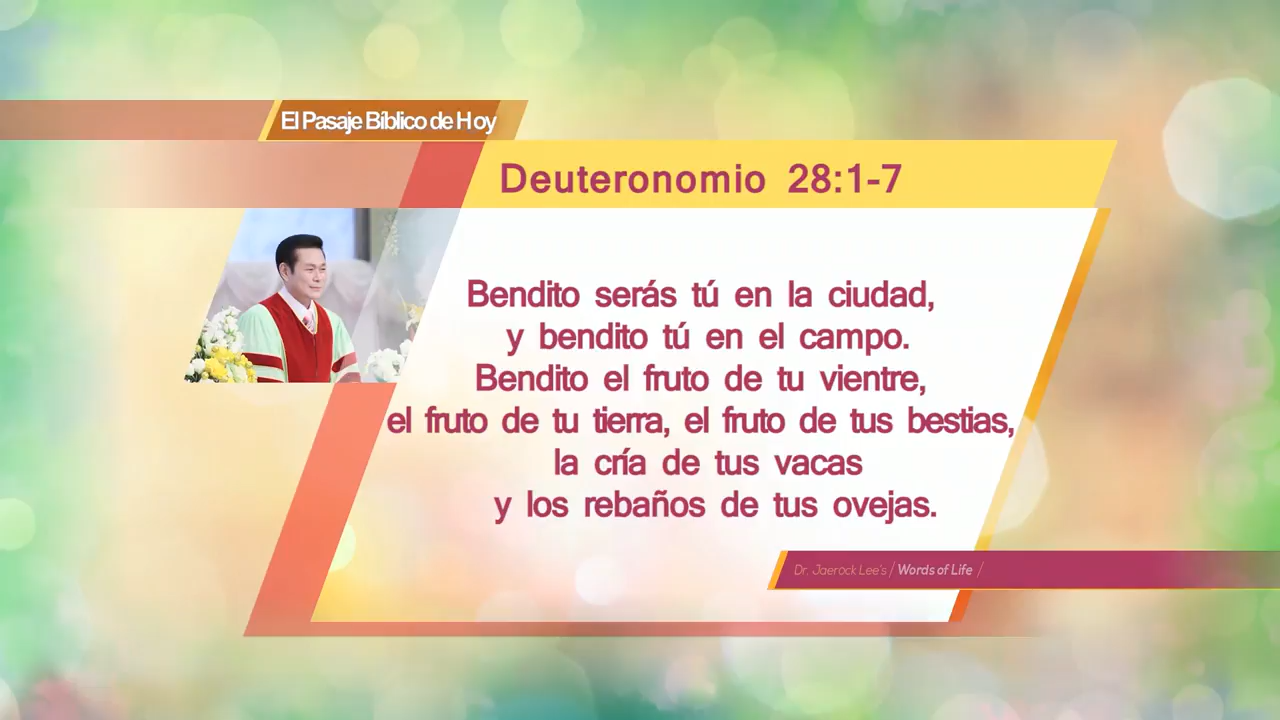 El Pasaje Bíblico de Hoy
Deuteronomio 28:1-7
Bendito serás tú en la ciudad,
y bendito tú en el campo.
Bendito el fruto de tu vientre,
el fruto de tu tierra, el fruto de tus bestias,
la cría de tus vacas
y los rebaños de tus ovejas.
Dr. Jaerock Lee's / Words of Life /